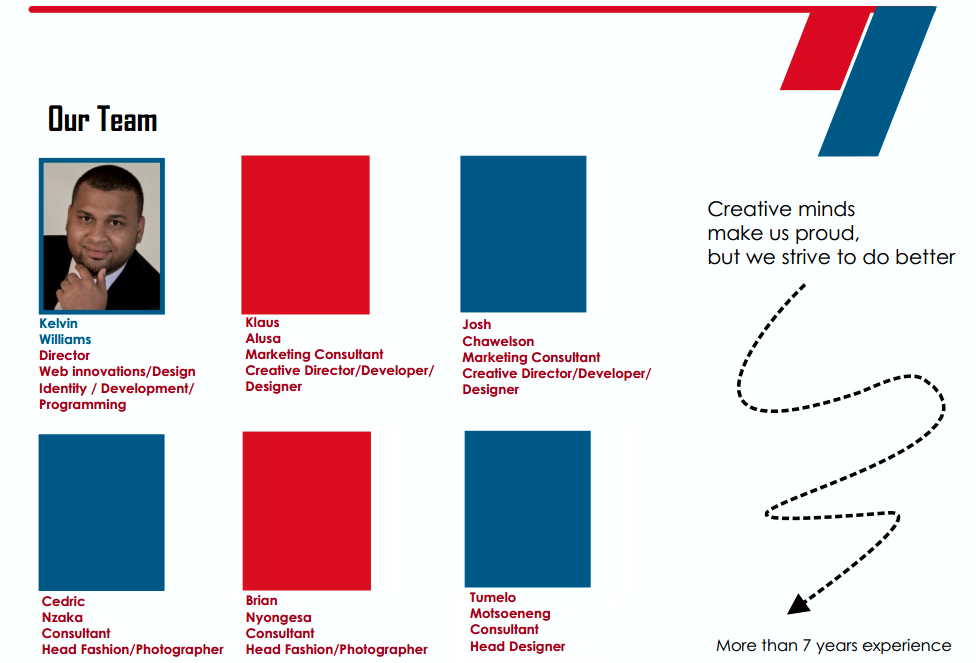 Our Team
Kelvin
Williams
Director
Web innovations/Design
Identity / Development/
Programming
Klaus
Alusa
Marketing Consultant
Creative Director/Developer/
Designer
Josh
Chawelson
Marketing Consultant
Creative Director/Developer/
Designer
Cedric
Nzaka
Consultant
Head Fashion/Photographer
Brian
Nyongesa
Consultant
Head Fashion/Photographer
Tumelo
Motsoeneng
Consultant
Head Designer
Creative minds
make us proud,
but we strive to do better
More than 7 years experience